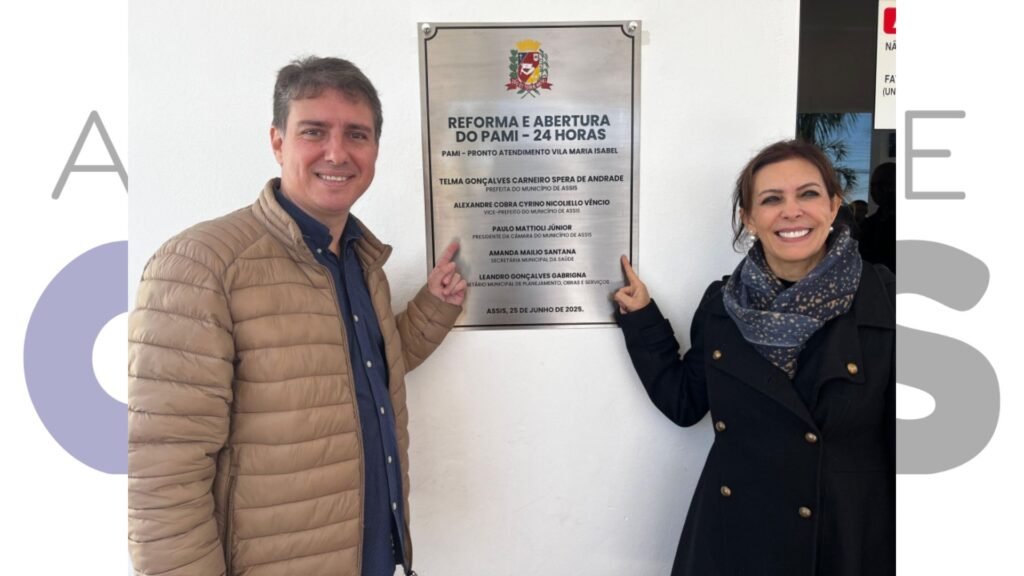 REFORMA E ABERTURA
DO PAMI - 24 HORAS
PAMI - PRONTO ATENDIMENTO VILA MARIA ISABEL
TELMA GONÇALVES CARNEIRO SPERA DE ANDRADE
PREFEITA DO MUNICÍPIO DE ASSIS
ALEXANDRE COBRA CYRINO NICOLIELLO VÊNCIO
VICE-PREFEITO DO MUNICÍPIO DE ASSIS
PAULO MATTIOLI JÚNIOR
PRESIDENTE DA CÂMARA DO MUNICÍPIO DE ASSIS
AMANDA MAILIO SANTANA
SECRETÁRIA MUNICIPAL DA SAÚDE
LEANDRO GONÇALVES GABRIGNA
SECRETÁRIO MUNICIPAL DE PLANEJAMENTO, OBRAS E SERVIÇOS
ASSIS, 25 DE JUNHO DE 2025.